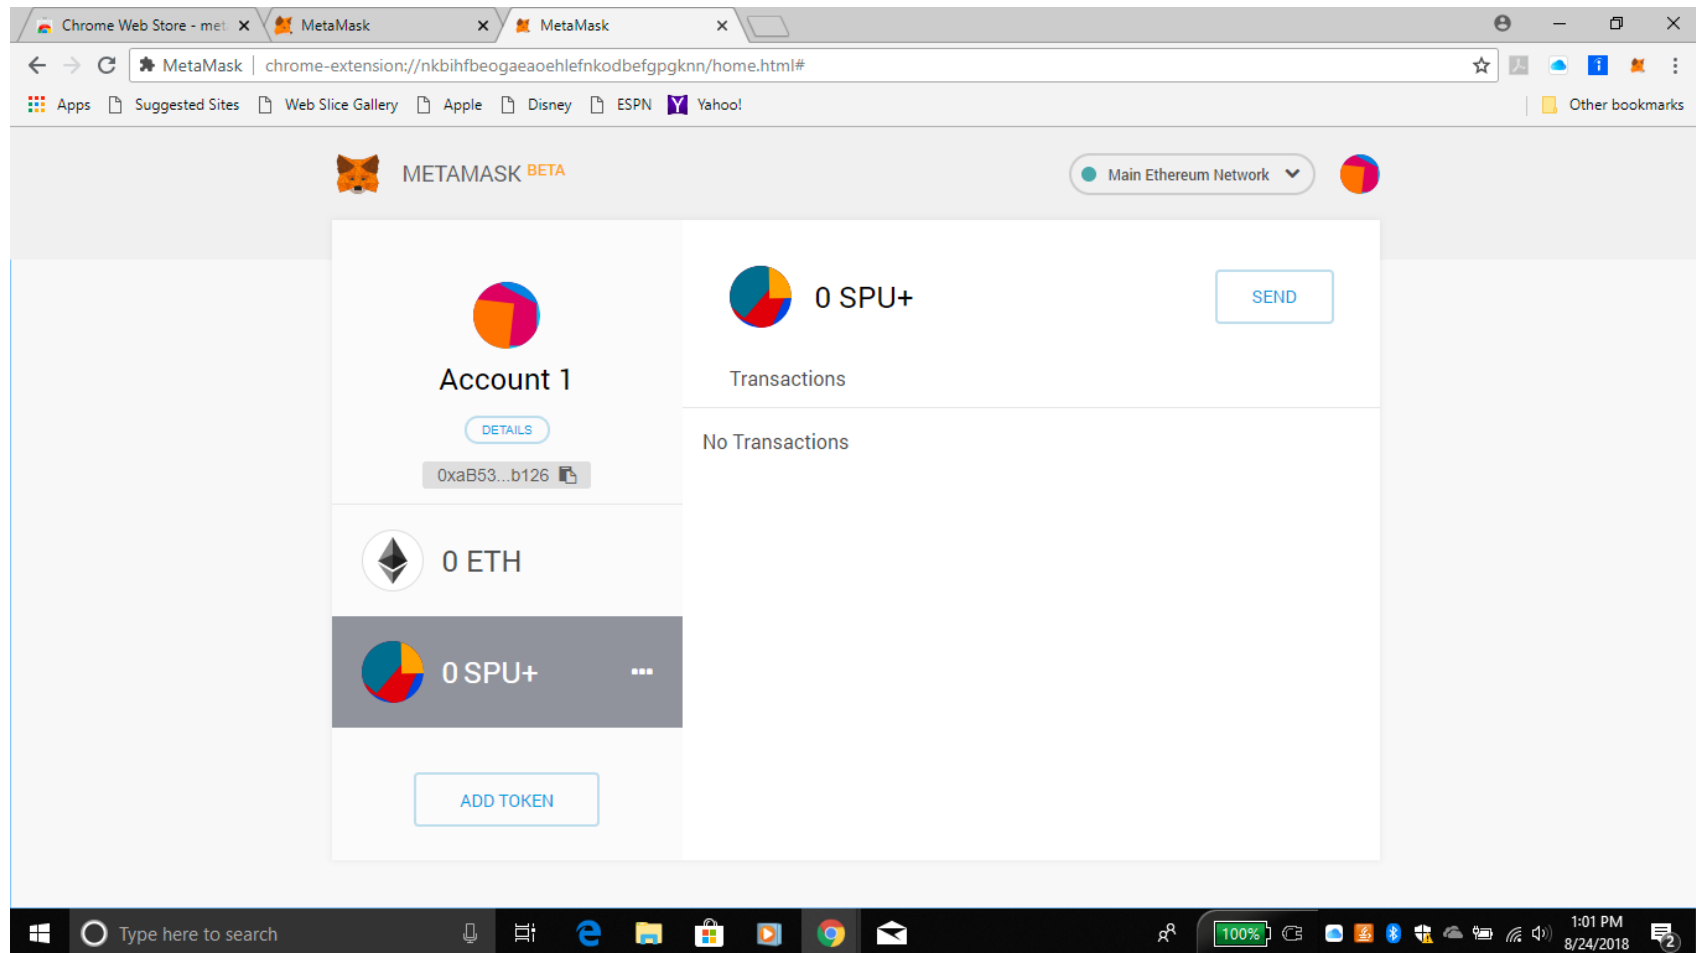 Chrome Web Store - met
MetaMask
MetaMask
MetaMask chrome-extension://nkbihfbeogaeaoehlefnkodbefgpgknn/home.html#
Apps Suggested Sites Web Slice Gallery Apple Disney ESPN Yahoo! Other bookmarks
METAMASK BETA
Main Ethereum Network
0 SPU+
SEND
Account 1
Transactions
DETAILS
No Transactions
0xaB53...b126
0 ETH
0 SPU+
ADD TOKEN
Type here to search
100%
1:01 PM
8/24/2018
2